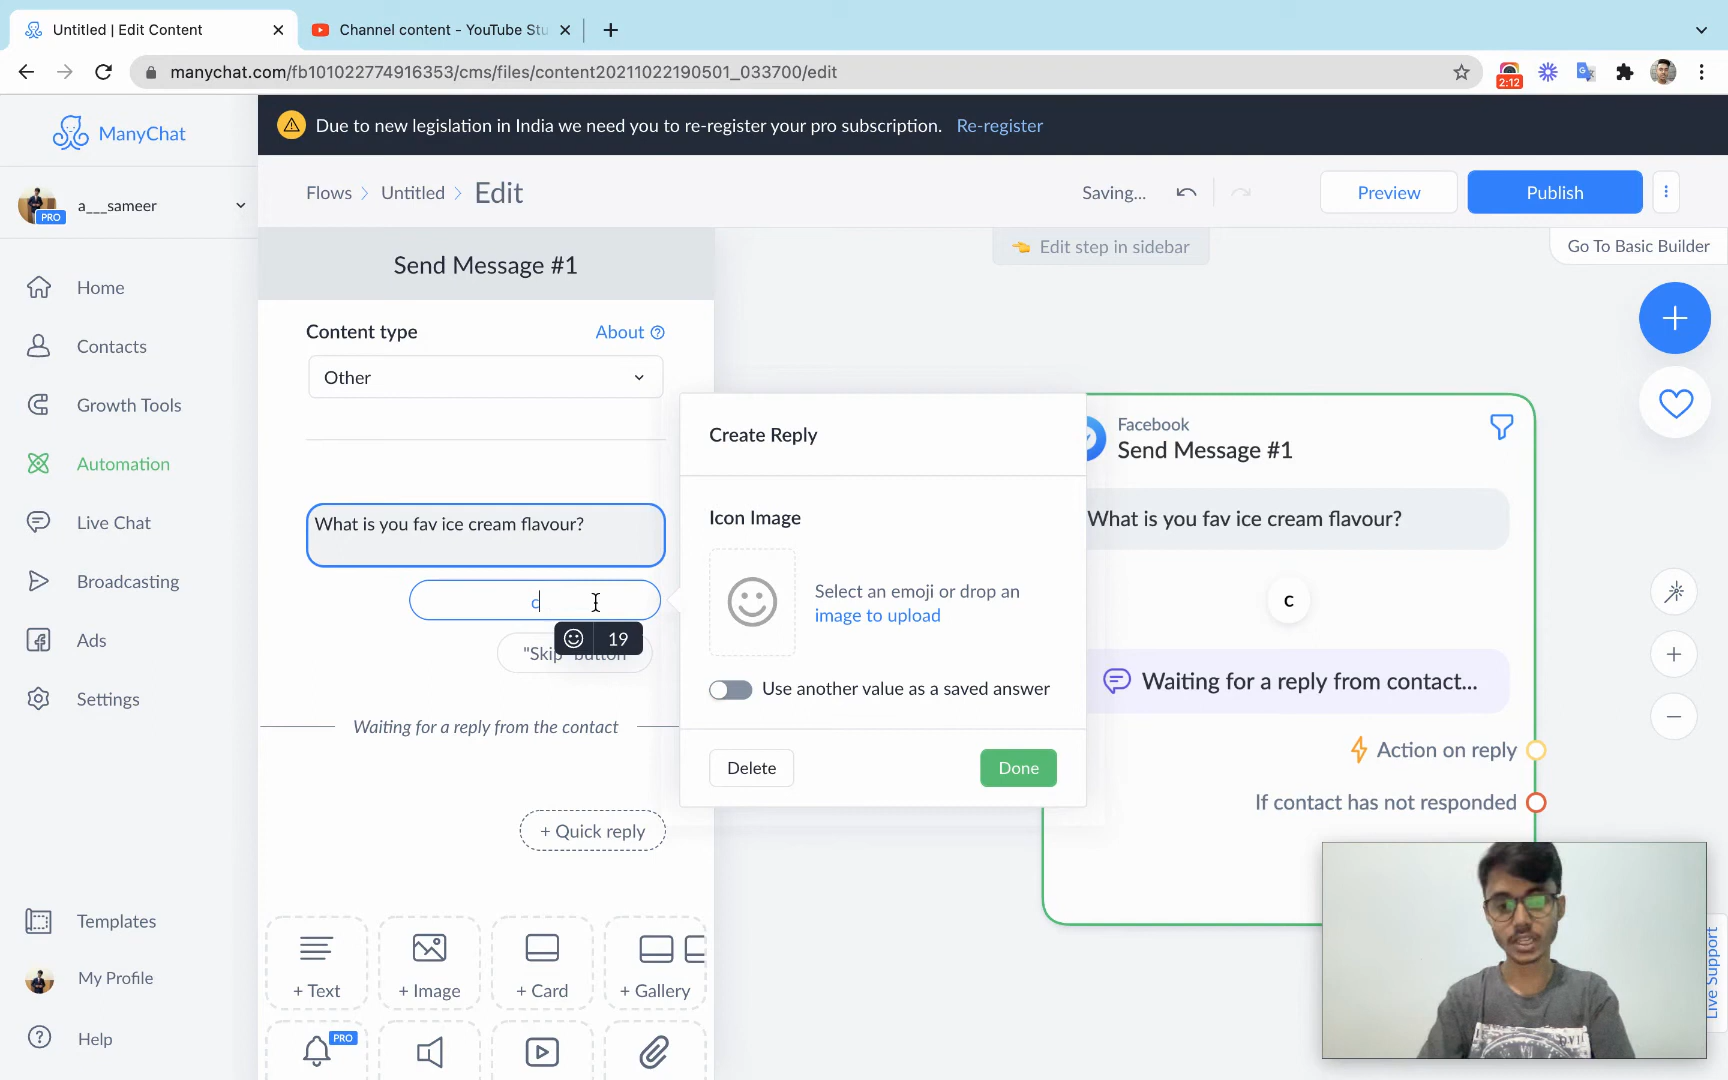 Untitled | Edit Content
Channel content - YouTube Stu
manychat.com/fb101022774916353/cms/files/content20211022190501_033700/edit
2:12
ManyChat
Due to new legislation in India we need you to re-register your pro subscription. Re-register
PRO
a___sameer
Flows > Untitled > Edit
Saving...
Preview
Publish
Home
Contacts
Growth Tools
Automation
Live Chat
Broadcasting
Ads
Settings
Templates
My Profile
Help
Send Message #1
Content type
About
Other
What is you fav ice cream flavour?
c
19
"Skip" button
Waiting for a reply from the contact
+ Quick reply
+ Text
+ Image
+ Card
+ Gallery
PRO
Create Reply
Icon Image
Select an emoji or drop an
image to upload
Use another value as a saved answer
Delete
Done
Edit step in sidebar
Go To Basic Builder
Facebook
Send Message #1
What is you fav ice cream flavour?
c
Waiting for a reply from contact...
Action on reply
If contact has not responded
Live Support